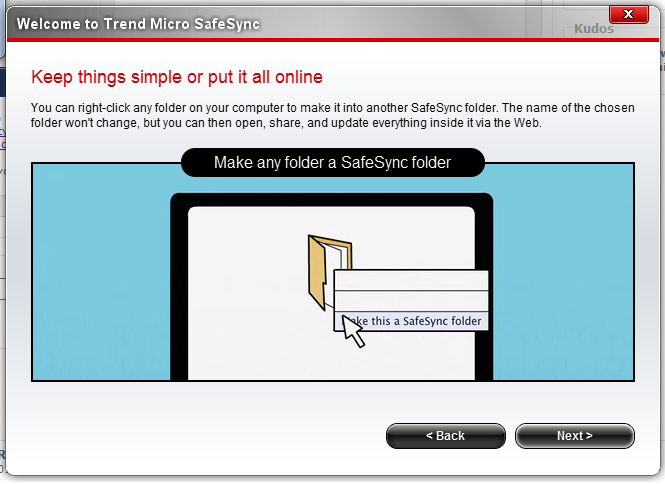 Welcome to Trend Micro SafeSync
Kudos
Keep things simple or put it all online
You can right-click any folder on your computer to make it into another SafeSync folder. The name of the chosen
folder won't change, but you can then open, share, and update everything inside it via the Web.
Make any folder a SafeSync folder
this a SafeSync folder
< Back
Next >